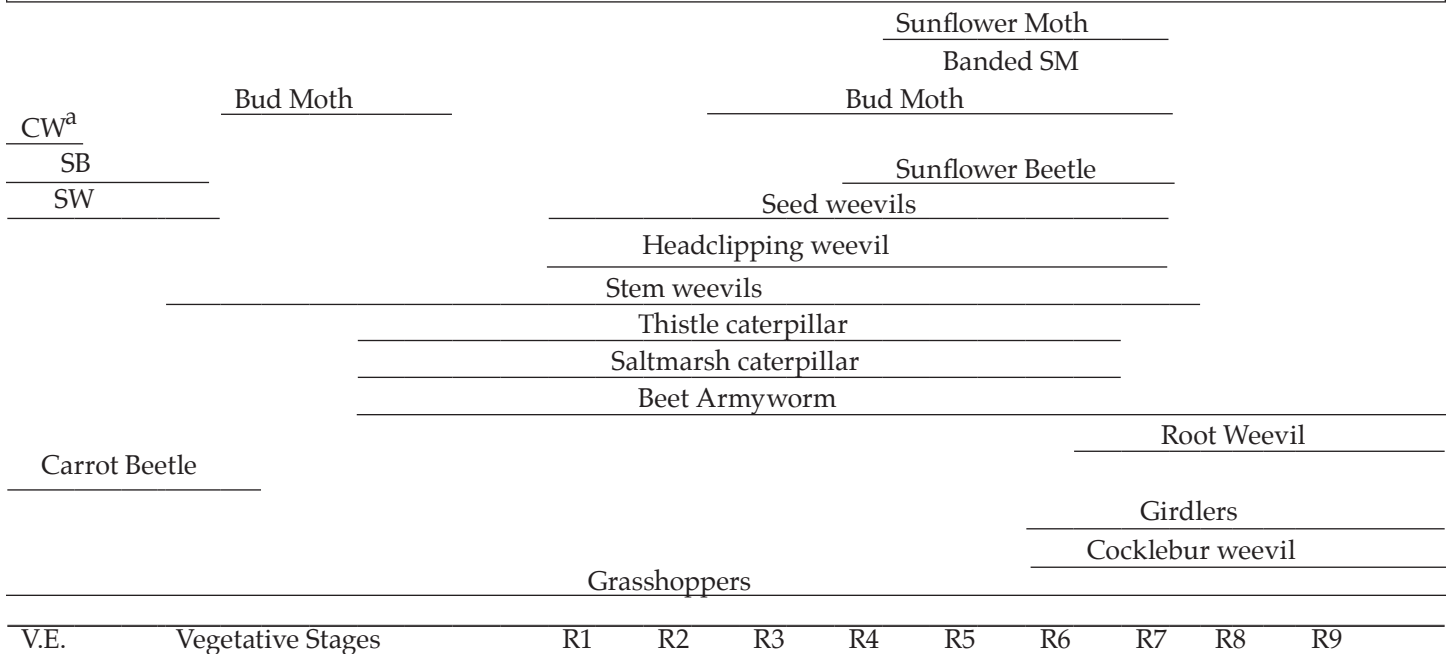 Sunflower Moth
Banded SM
Bud Moth Bud Moth
CWa
SB Sunflower Beetle
SW Seed weevils
Headclipping weevil
Stem weevils
Thistle caterpillar
Saltmarsh caterpillar
Beet Armyworm
Root Weevil
Carrot Beetle
Girdlers
Cocklebur weevil
Grasshoppers
V.E. Vegetative Stages R1 R2 R3 R4 R5 R6 R7 R8 R9